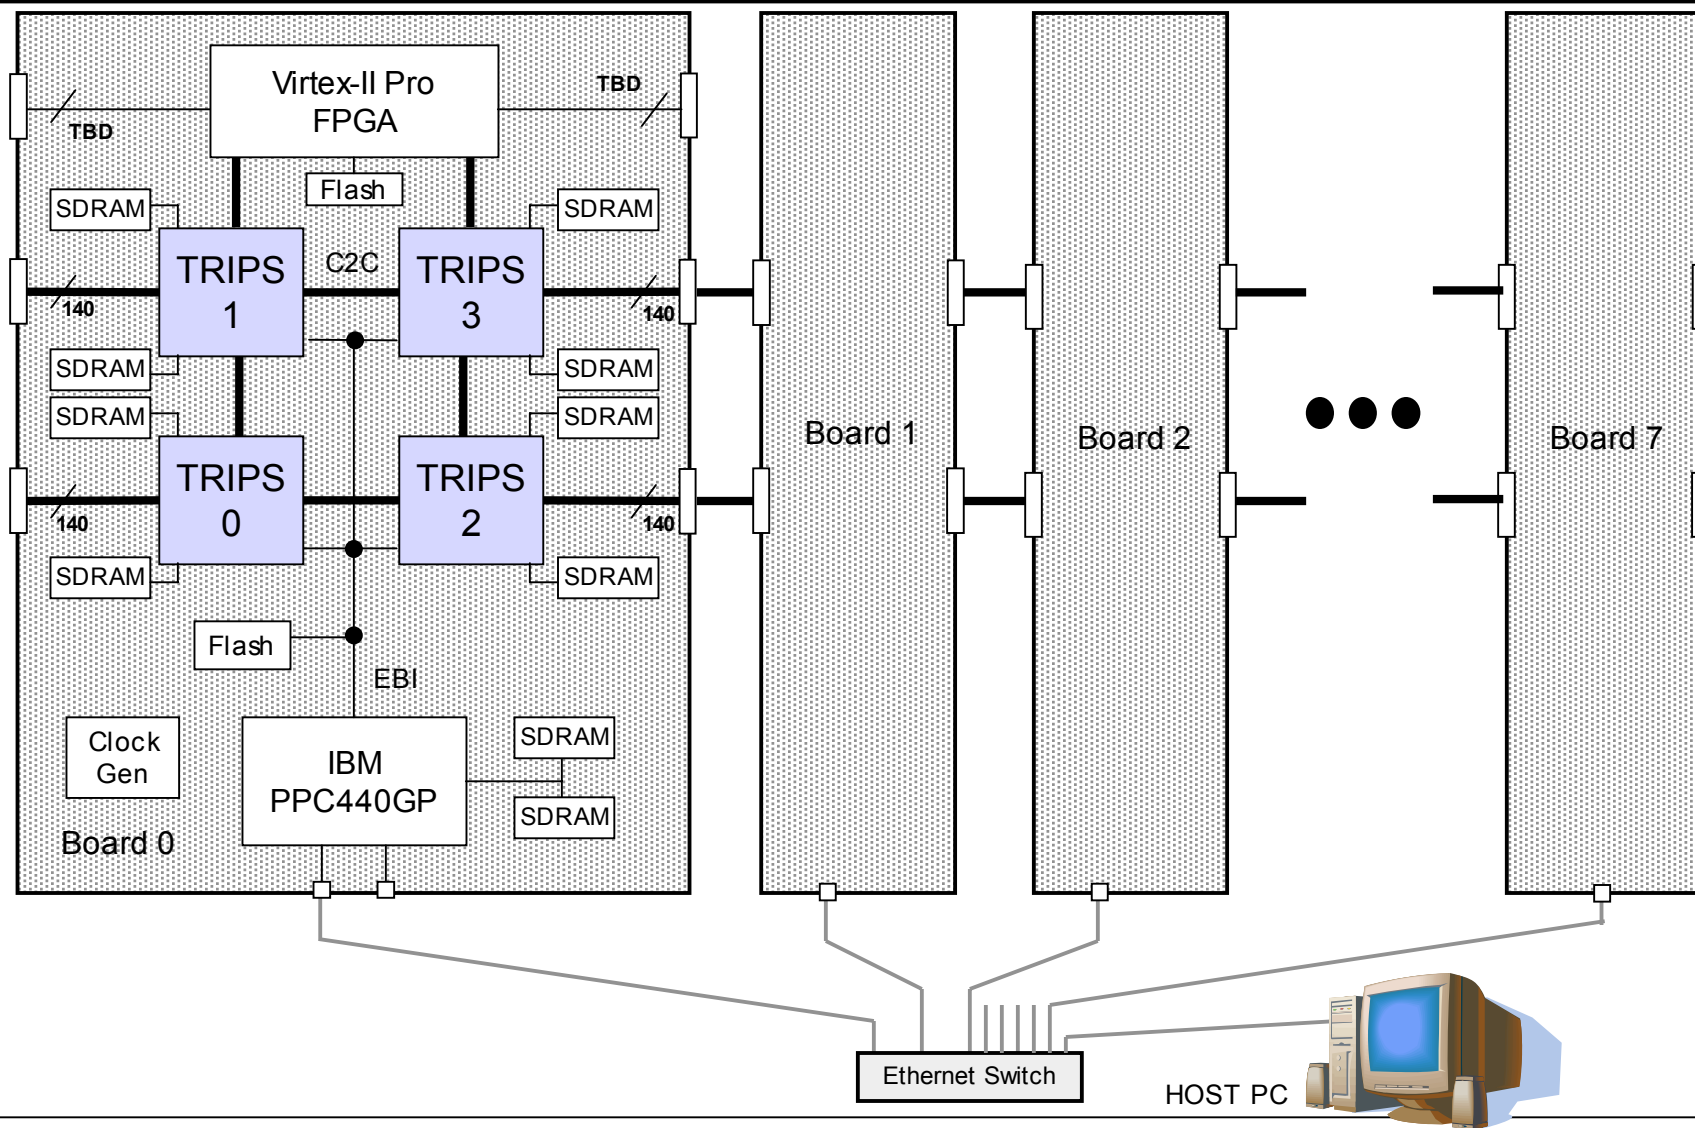 Virtex-II Pro
FPGA
TBD
TBD
Flash
SDRAM
SDRAM
TRIPS
1
C2C
TRIPS
3
140
140
SDRAM
SDRAM
SDRAM
SDRAM
TRIPS
0
TRIPS
2
140
140
SDRAM
SDRAM
Flash
EBI
Clock
Gen
IBM
PPC440GP
SDRAM
SDRAM
Board 0
Board 1
Board 2
Board 7
Ethernet Switch
HOST PC